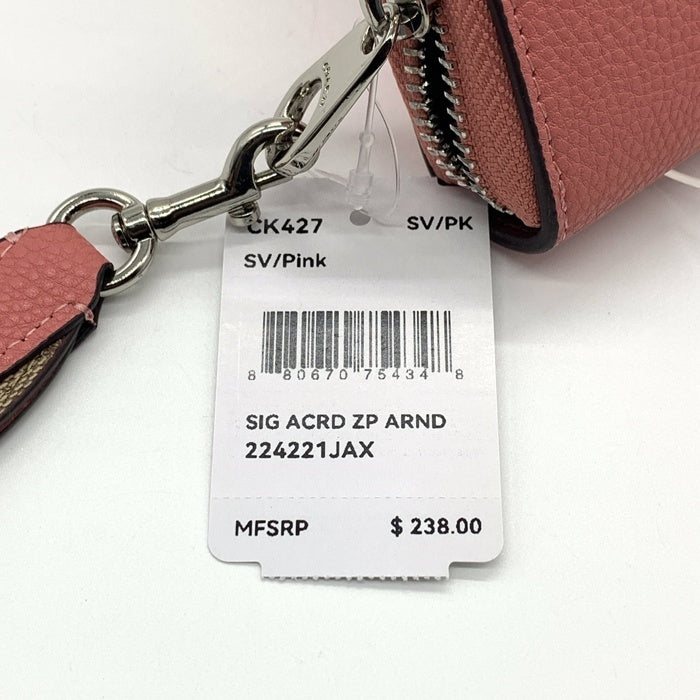 CK427 SV/PK
SV/Pink
8 80670 75434 8
SIG ACRD ZP ARND
224221JAX
MFSRP $ 238.00